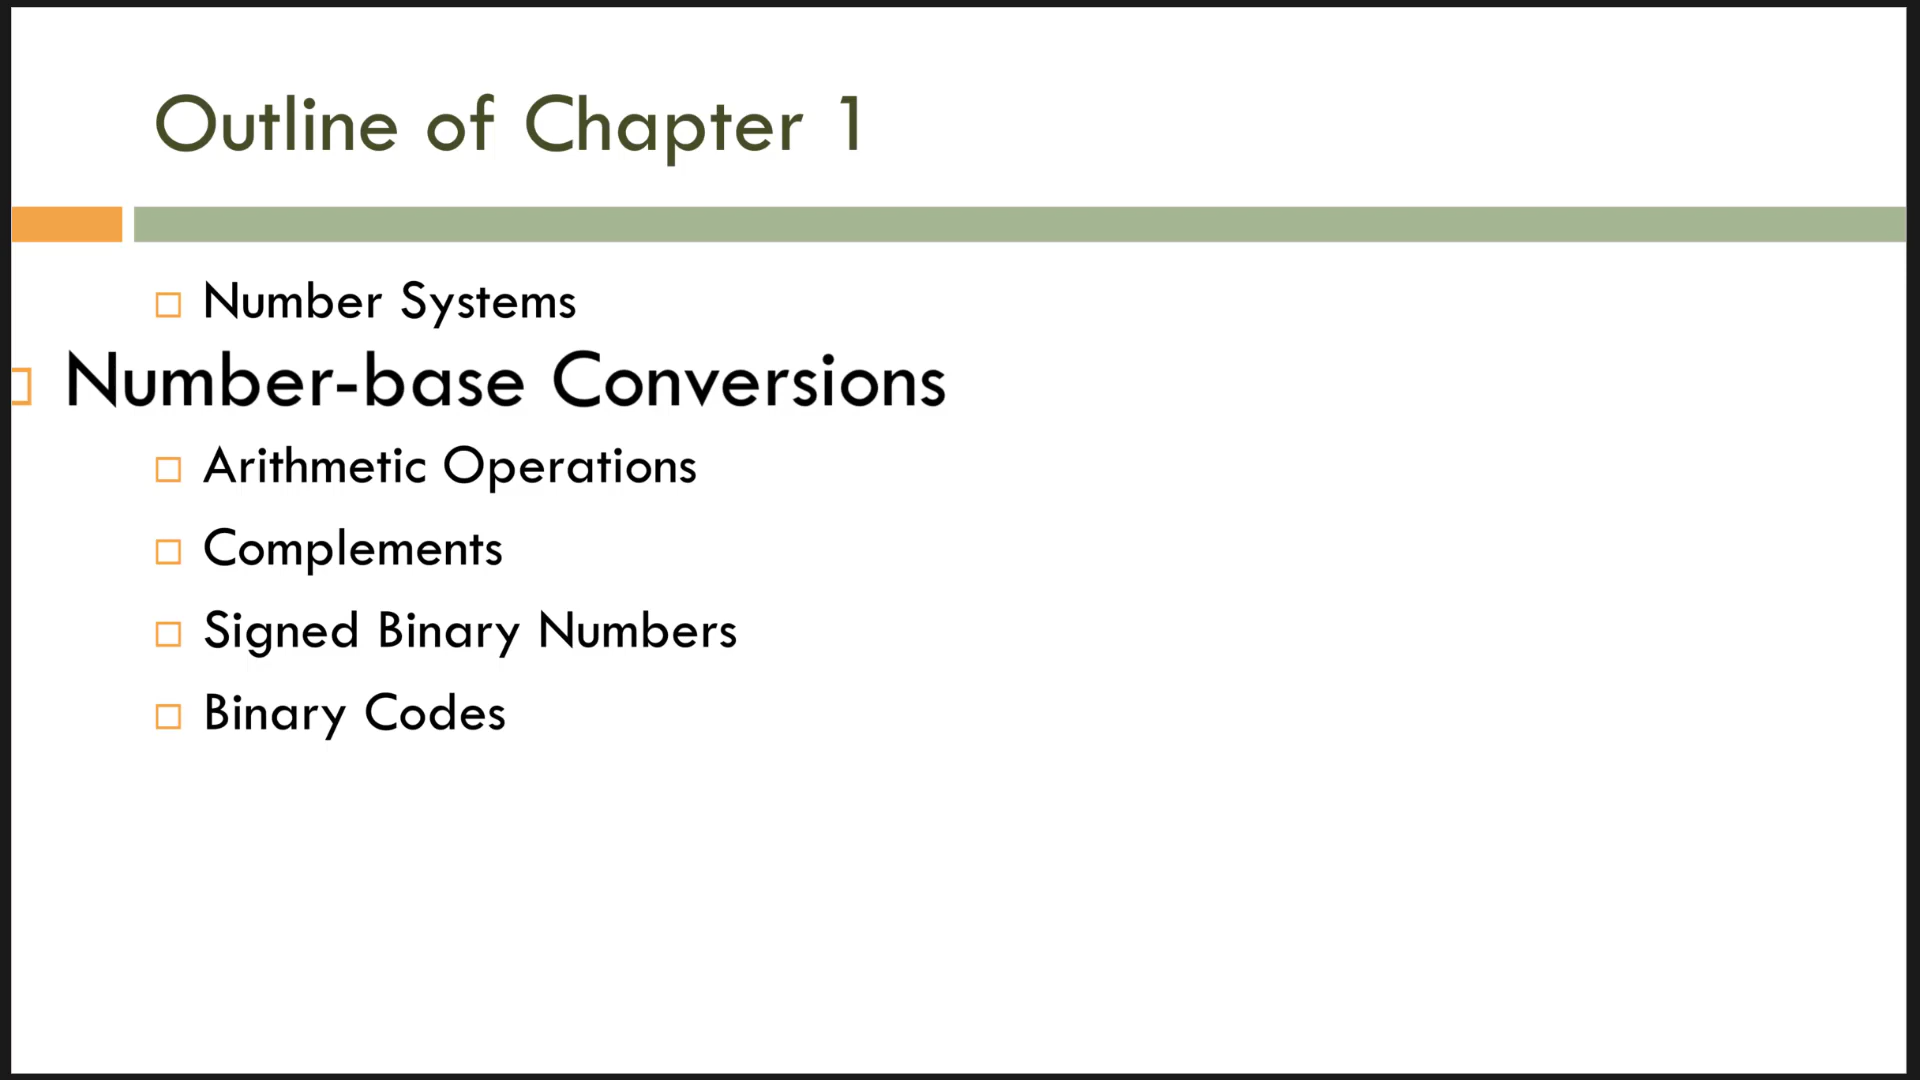 Outline of Chapter 1
Number Systems
Number-base Conversions
Arithmetic Operations
Complements
Signed Binary Numbers
Binary Codes